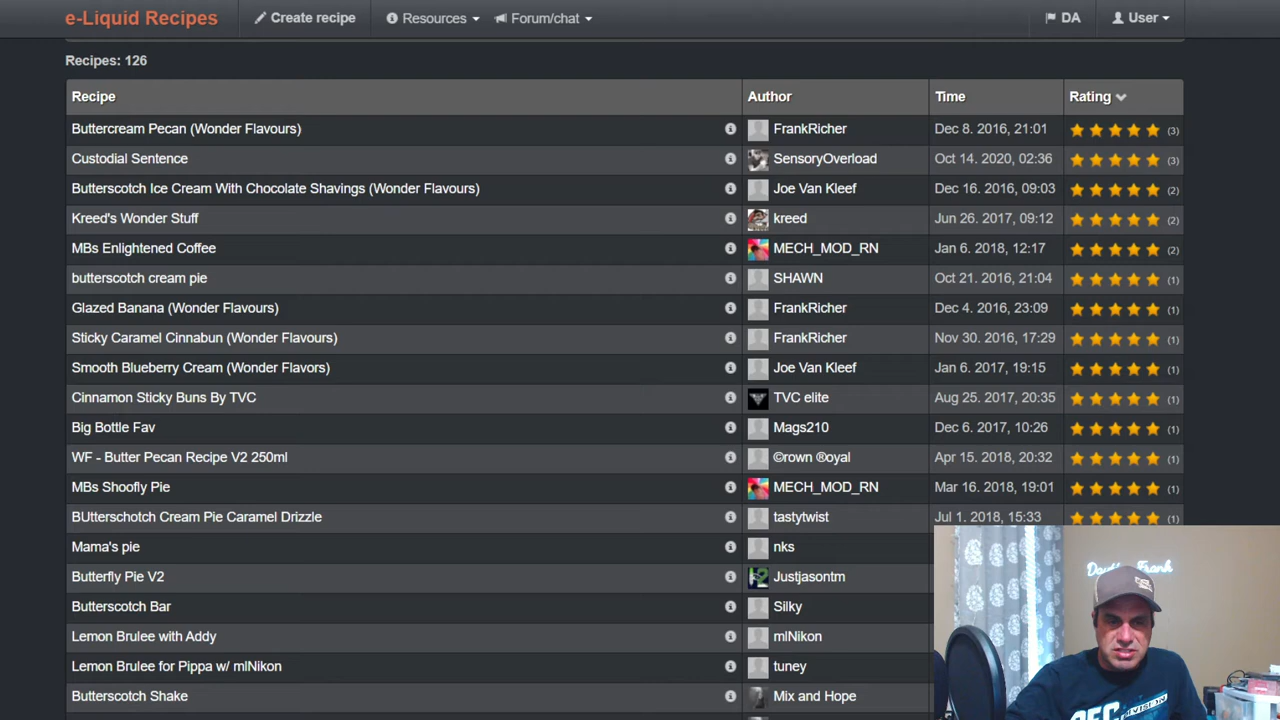 e-Liquid Recipes Create recipe Resources Forum/chat DA User
Recipes: 126
Recipe Author Time Rating
Buttercream Pecan (Wonder Flavours) FrankRicher Dec 8. 2016, 21:01 (3)
Custodial Sentence SensoryOverload Oct 14. 2020, 02:36 (3)
Butterscotch Ice Cream With Chocolate Shavings (Wonder Flavours) Joe Van Kleef Dec 16. 2016, 09:03 (2)
Kreed's Wonder Stuff kreed Jun 26. 2017, 09:12 (2)
MBs Enlightened Coffee MECH_MOD_RN Jan 6. 2018, 12:17 (2)
butterscotch cream pie SHAWN Oct 21. 2016, 21:04 (1)
Glazed Banana (Wonder Flavours) FrankRicher Dec 4. 2016, 23:09 (1)
Sticky Caramel Cinnabun (Wonder Flavours) FrankRicher Nov 30. 2016, 17:29 (1)
Smooth Blueberry Cream (Wonder Flavors) Joe Van Kleef Jan 6. 2017, 19:15 (1)
Cinnamon Sticky Buns By TVC TVC elite Aug 25. 2017, 20:35 (1)
Big Bottle Fav Mags210 Dec 6. 2017, 10:26 (1)
WF - Butter Pecan Recipe V2 250ml ©rown ®oyal Apr 15. 2018, 20:32 (1)
MBs Shoofly Pie MECH_MOD_RN Mar 16. 2018, 19:01 (1)
BUtterschotch Cream Pie Caramel Drizzle tastytwist Jul 1. 2018, 15:33 (1)
Mama's pie nks
Butterfly Pie V2 Justjasontm
Butterscotch Bar Silky
Lemon Brulee with Addy mlNikon
Lemon Brulee for Pippa w/ mlNikon tuney
Butterscotch Shake Mix and Hope
DIVISION